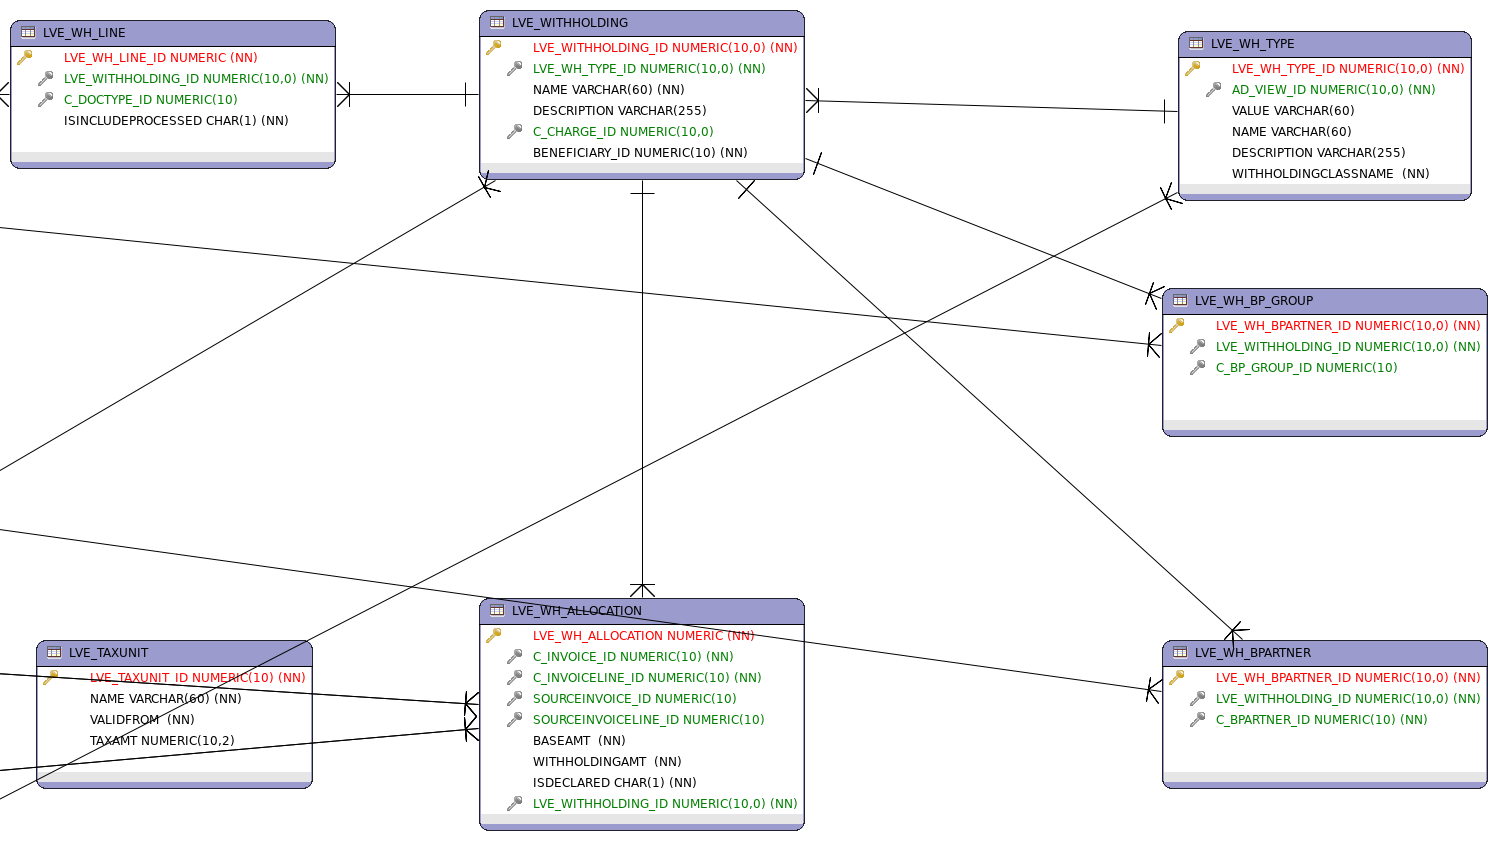 LVE_WH_LINE
LVE_WH_LINE_ID NUMERIC (NN)
LVE_WITHHOLDING_ID NUMERIC(10,0) (NN)
C_DOCTYPE_ID NUMERIC(10)
ISINCLUDEPROCESSED CHAR(1) (NN)
LVE_WITHHOLDING
LVE_WITHHOLDING_ID NUMERIC(10,0) (NN)
LVE_WH_TYPE_ID NUMERIC(10,0) (NN)
NAME VARCHAR(60) (NN)
DESCRIPTION VARCHAR(255)
C_CHARGE_ID NUMERIC(10,0)
BENEFICIARY_ID NUMERIC(10) (NN)
LVE_WH_TYPE
LVE_WH_TYPE_ID NUMERIC(10,0) (NN)
AD_VIEW_ID NUMERIC(10,0) (NN)
VALUE VARCHAR(60)
NAME VARCHAR(60)
DESCRIPTION VARCHAR(255)
WITHHOLDINGCLASSNAME (NN)
LVE_WH_BP_GROUP
LVE_WH_BPARTNER_ID NUMERIC(10,0) (NN)
LVE_WITHHOLDING_ID NUMERIC(10,0) (NN)
C_BP_GROUP_ID NUMERIC(10)
LVE_TAXUNIT
LVE_TAXUNIT_ID NUMERIC(10) (NN)
NAME VARCHAR(60) (NN)
VALIDFROM (NN)
TAXAMT NUMERIC(10,2)
LVE_WH_ALLOCATION
LVE_WH_ALLOCATION NUMERIC (NN)
C_INVOICE_ID NUMERIC(10) (NN)
C_INVOICELINE_ID NUMERIC(10) (NN)
SOURCEINVOICE_ID NUMERIC(10)
SOURCEINVOICELINE_ID NUMERIC(10)
BASEAMT (NN)
WITHHOLDINGAMT (NN)
ISDECLARED CHAR(1) (NN)
LVE_WITHHOLDING_ID NUMERIC(10,0) (NN)
LVE_WH_BPARTNER
LVE_WH_BPARTNER_ID NUMERIC(10,0) (NN)
LVE_WITHHOLDING_ID NUMERIC(10,0) (NN)
C_BPARTNER_ID NUMERIC(10) (NN)